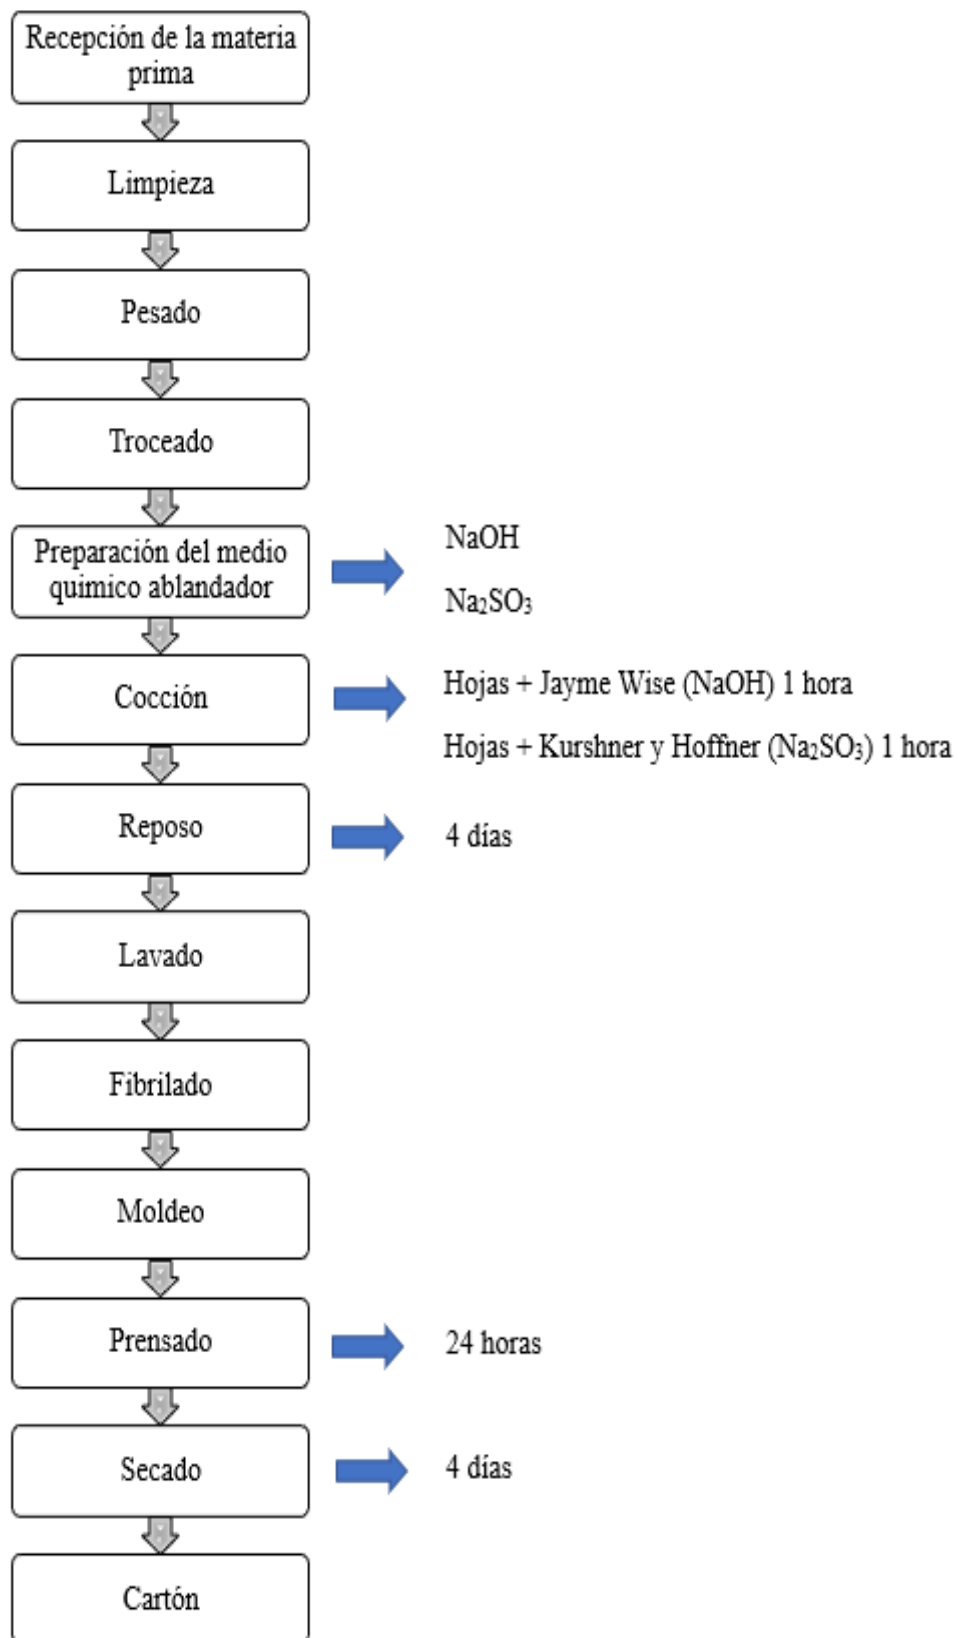 Recepción de la materia
prima
Limpieza
Pesado
Troceado
Preparación del medio
quimico ablandador
NaOH
Na₂SO₃
Cocción
Hojas + Jayme Wise (NaOH) 1 hora
Hojas + Kurshner y Hoffner (Na₂SO₃) 1 hora
Reposo
4 días
Lavado
Fibrilado
Moldeo
Prensado
24 horas
Secado
4 días
Cartón